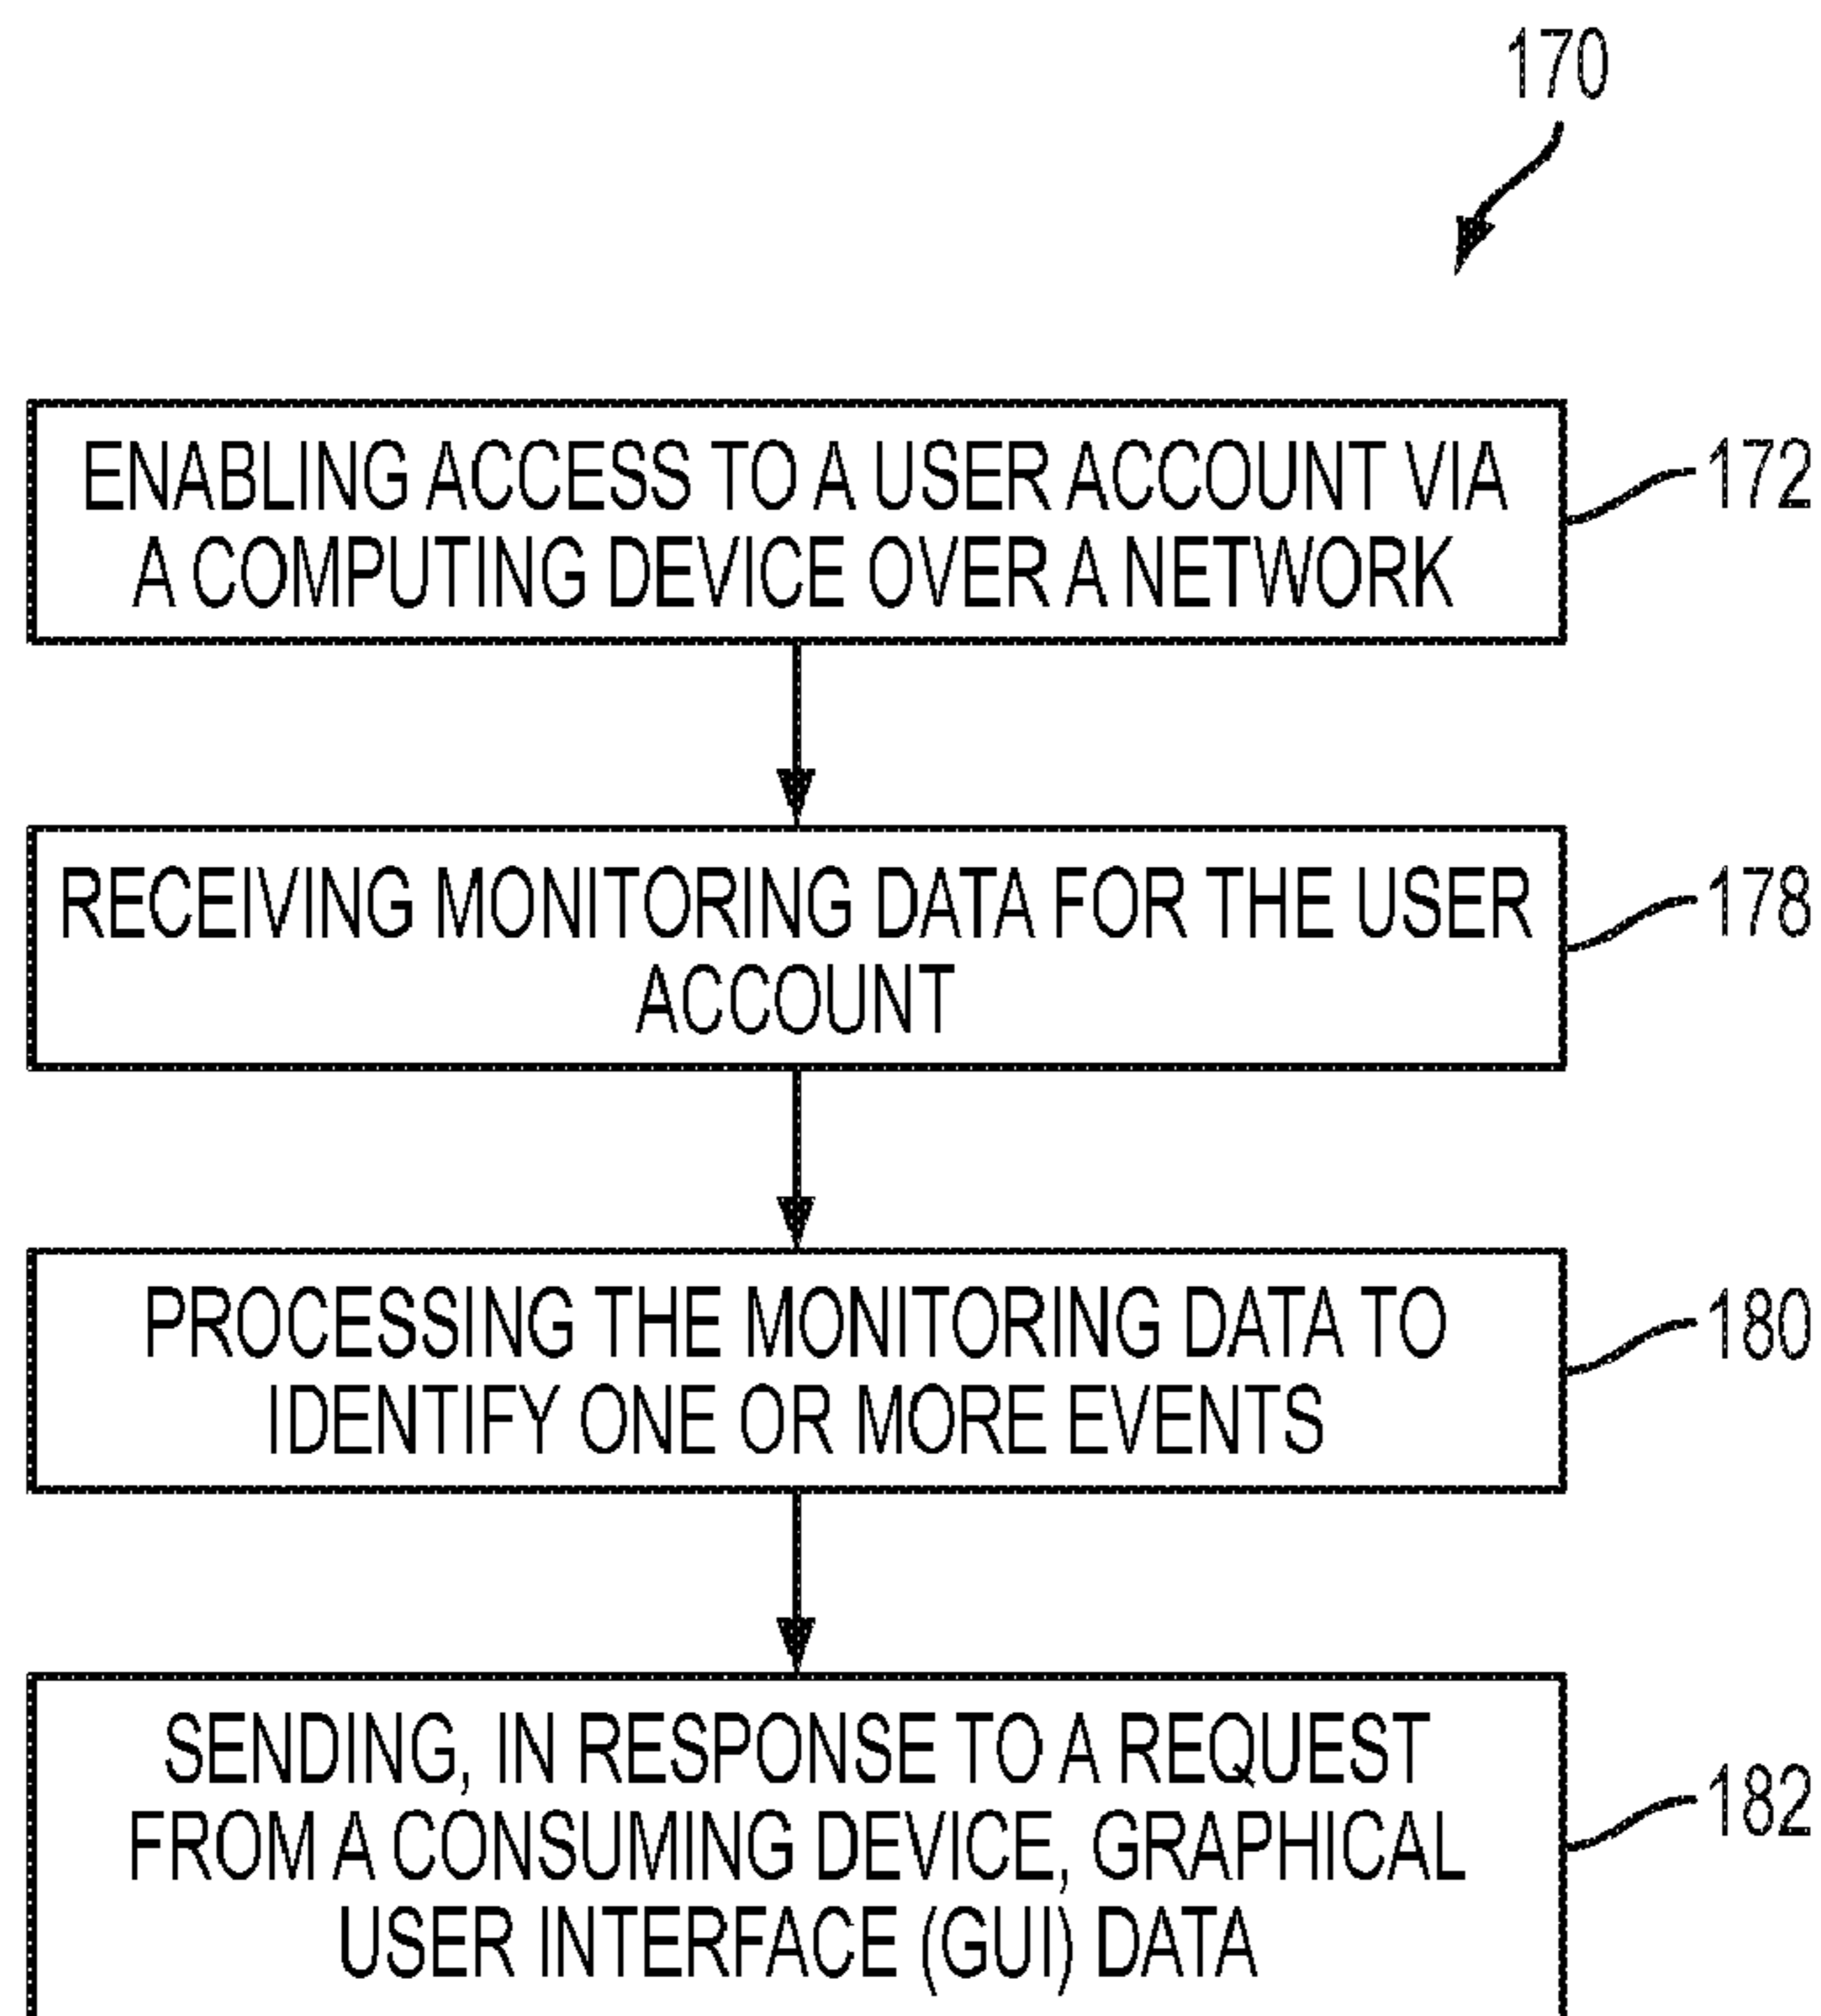 170
ENABLING ACCESS TO A USER ACCOUNT VIA
A COMPUTING DEVICE OVER A NETWORK
172
RECEIVING MONITORING DATA FOR THE USER
ACCOUNT
178
PROCESSING THE MONITORING DATA TO
IDENTIFY ONE OR MORE EVENTS
180
SENDING, IN RESPONSE TO A REQUEST
FROM A CONSUMING DEVICE, GRAPHICAL
USER INTERFACE (GUI) DATA
182